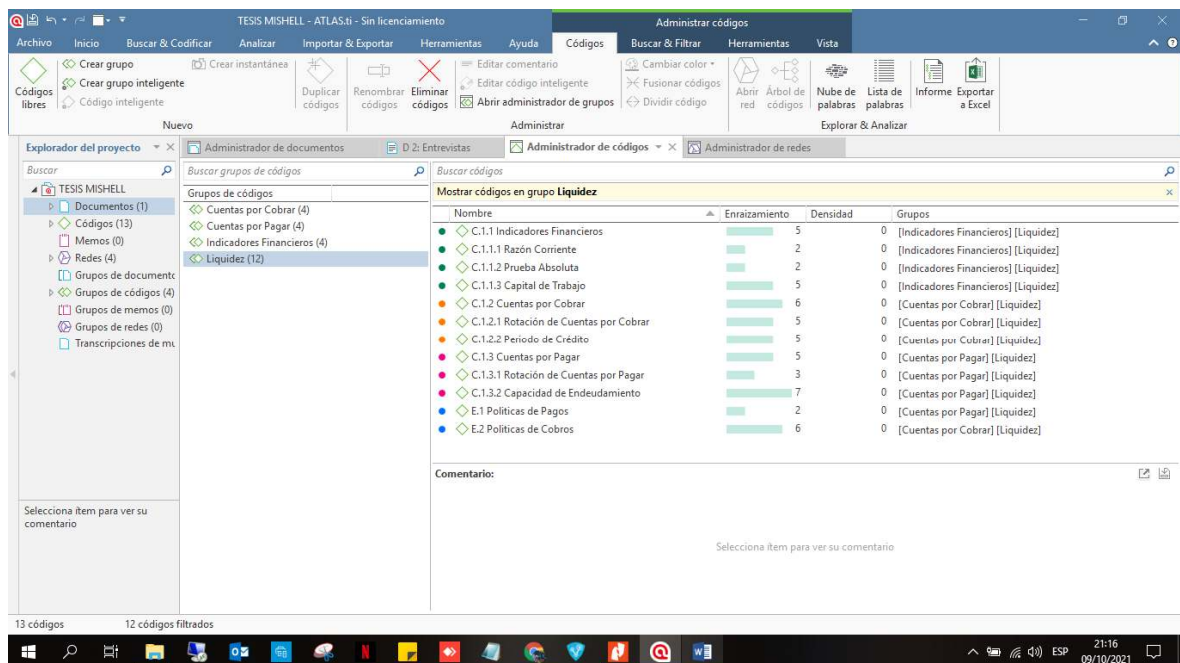 TESIS MISHELL - ATLAS.ti - Sin licenciamiento
Administrar códigos
Archivo Inicio Buscar & Codificar Analizar Importar & Exportar Herramientas Ayuda Códigos Buscar & Filtrar Herramientas Vista
Códigos libres
Crear grupo
Crear grupo inteligente
Código inteligente
Crear instantánea
Nuevo
Duplicar códigos
Renombrar códigos
Eliminar códigos
Editar comentario
Editar código inteligente
Abrir administrador de grupos
Cambiar color
Fusionar códigos
Dividir código
Administrar
Abrir red
Árbol de códigos
Nube de palabras
Lista de palabras
Informe
Exportar a Excel
Explorar & Analizar
Explorador del proyecto
Administrador de documentos
D 2: Entrevistas
Administrador de códigos
Administrador de redes
Buscar
TESIS MISHELL
Documentos (1)
Códigos (13)
Memos (0)
Redes (4)
Grupos de documento
Grupos de códigos (4)
Grupos de memos (0)
Grupos de redes (0)
Transcripciones de mu
Selecciona ítem para ver su
comentario
Buscar grupos de códigos
Grupos de códigos
Cuentas por Cobrar (4)
Cuentas por Pagar (4)
Indicadores Financieros (4)
Liquidez (12)
Buscar códigos
Mostrar códigos en grupo Liquidez
Nombre Enraizamiento Densidad Grupos
C.1.1 Indicadores Financieros 5 0 [Indicadores Financieros] [Liquidez]
C.1.1.1 Razón Corriente 2 0 [Indicadores Financieros] [Liquidez]
C.1.1.2 Prueba Absoluta 2 0 [Indicadores Financieros] [Liquidez]
C.1.1.3 Capital de Trabajo 5 0 [Indicadores Financieros] [Liquidez]
C.1.2 Cuentas por Cobrar 6 0 [Cuentas por Cobrar] [Liquidez]
C.1.2.1 Rotación de Cuentas por Cobrar 5 0 [Cuentas por Cobrar] [Liquidez]
C.1.2.2 Periodo de Crédito 5 0 [Cuentas por Cobrar] [Liquidez]
C.1.3 Cuentas por Pagar 5 0 [Cuentas por Pagar] [Liquidez]
C.1.3.1 Rotación de Cuentas por Pagar 3 0 [Cuentas por Pagar] [Liquidez]
C.1.3.2 Capacidad de Endeudamiento 7 0 [Cuentas por Pagar] [Liquidez]
E.1 Politicas de Pagos 2 0 [Cuentas por Pagar] [Liquidez]
E.2 Politicas de Cobros 6 0 [Cuentas por Cobrar] [Liquidez]
Comentario:
Selecciona ítem para ver su comentario
13 códigos 12 códigos filtrados
ESP
21:16
09/10/2021